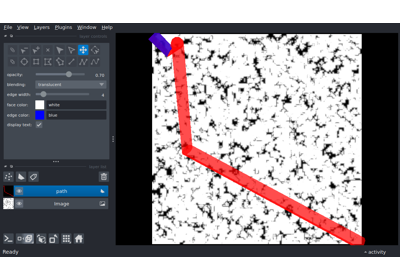 File View Layers Plugins Window Help
opacity: 0.70
blending: translucent
edge width: 4
face color: white
edge color: blue
display text: ✓
path
Image
Ready
activity